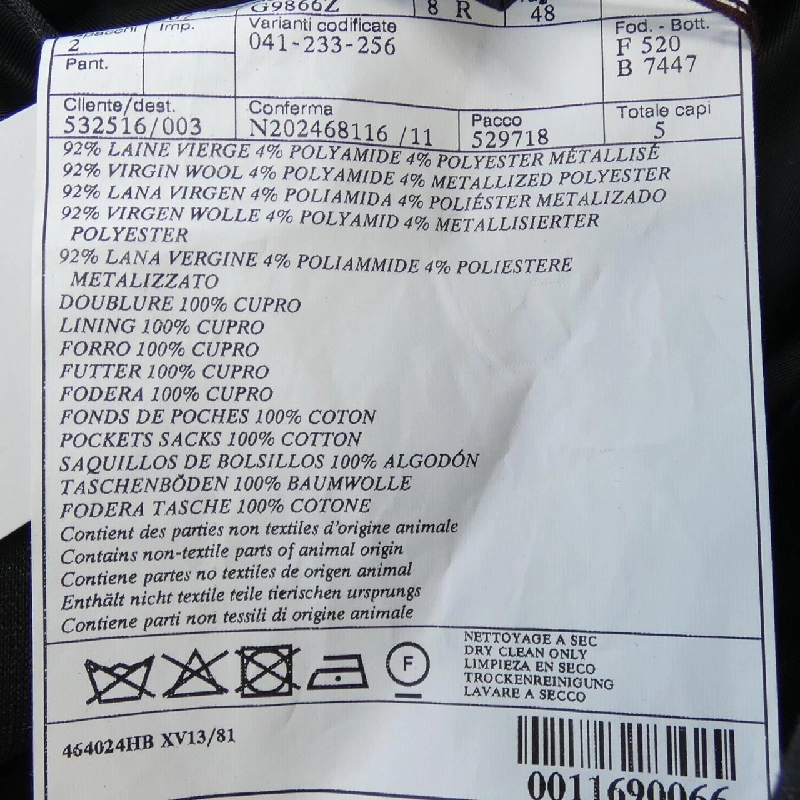 G9866Z 8 R 48
2 Imp. Varianti codificate Fod. - Bott.
041-233-256 F 520
Pant. B 7447
Cliente/dest. Conferma Pacco Totale capi
532516/003 N202468116 /11 529718 5
92% LAINE VIERGE 4% POLYAMIDE 4% POLYESTER MÉTALLISÉ
92% VIRGIN WOOL 4% POLYAMIDE 4% METALLIZED POLYESTER
92% LANA VIRGEN 4% POLIAMIDA 4% POLIÉSTER METALIZADO
92% VIRGEN WOLLE 4% POLYAMID 4% METALLISIERTER
POLYESTER
92% LANA VERGINE 4% POLIAMMIDE 4% POLIESTERE
METALIZZATO
DOUBLURE 100% CUPRO
LINING 100% CUPRO
FORRO 100% CUPRO
FUTTER 100% CUPRO
FODERA 100% CUPRO
FONDS DE POCHES 100% COTON
POCKETS SACKS 100% COTTON
SAQUILLOS DE BOLSILLOS 100% ALGODÓN
TASCHENBÖDEN 100% BAUMWOLLE
FODERA TASCHE 100% COTONE
Contient des parties non textiles d'origine animale
Contains non-textile parts of animal origin
Contiene partes no textiles de origen animal
Enthält nicht textile teile tierischen ursprungs
Contiene parti non tessili di origine animale
F
NETTOYAGE A SEC
DRY CLEAN ONLY
LIMPIEZA EN SECO
TROCKENREINIGUNG
LAVARE A SECCO
464024HB XV13/81
0011690066